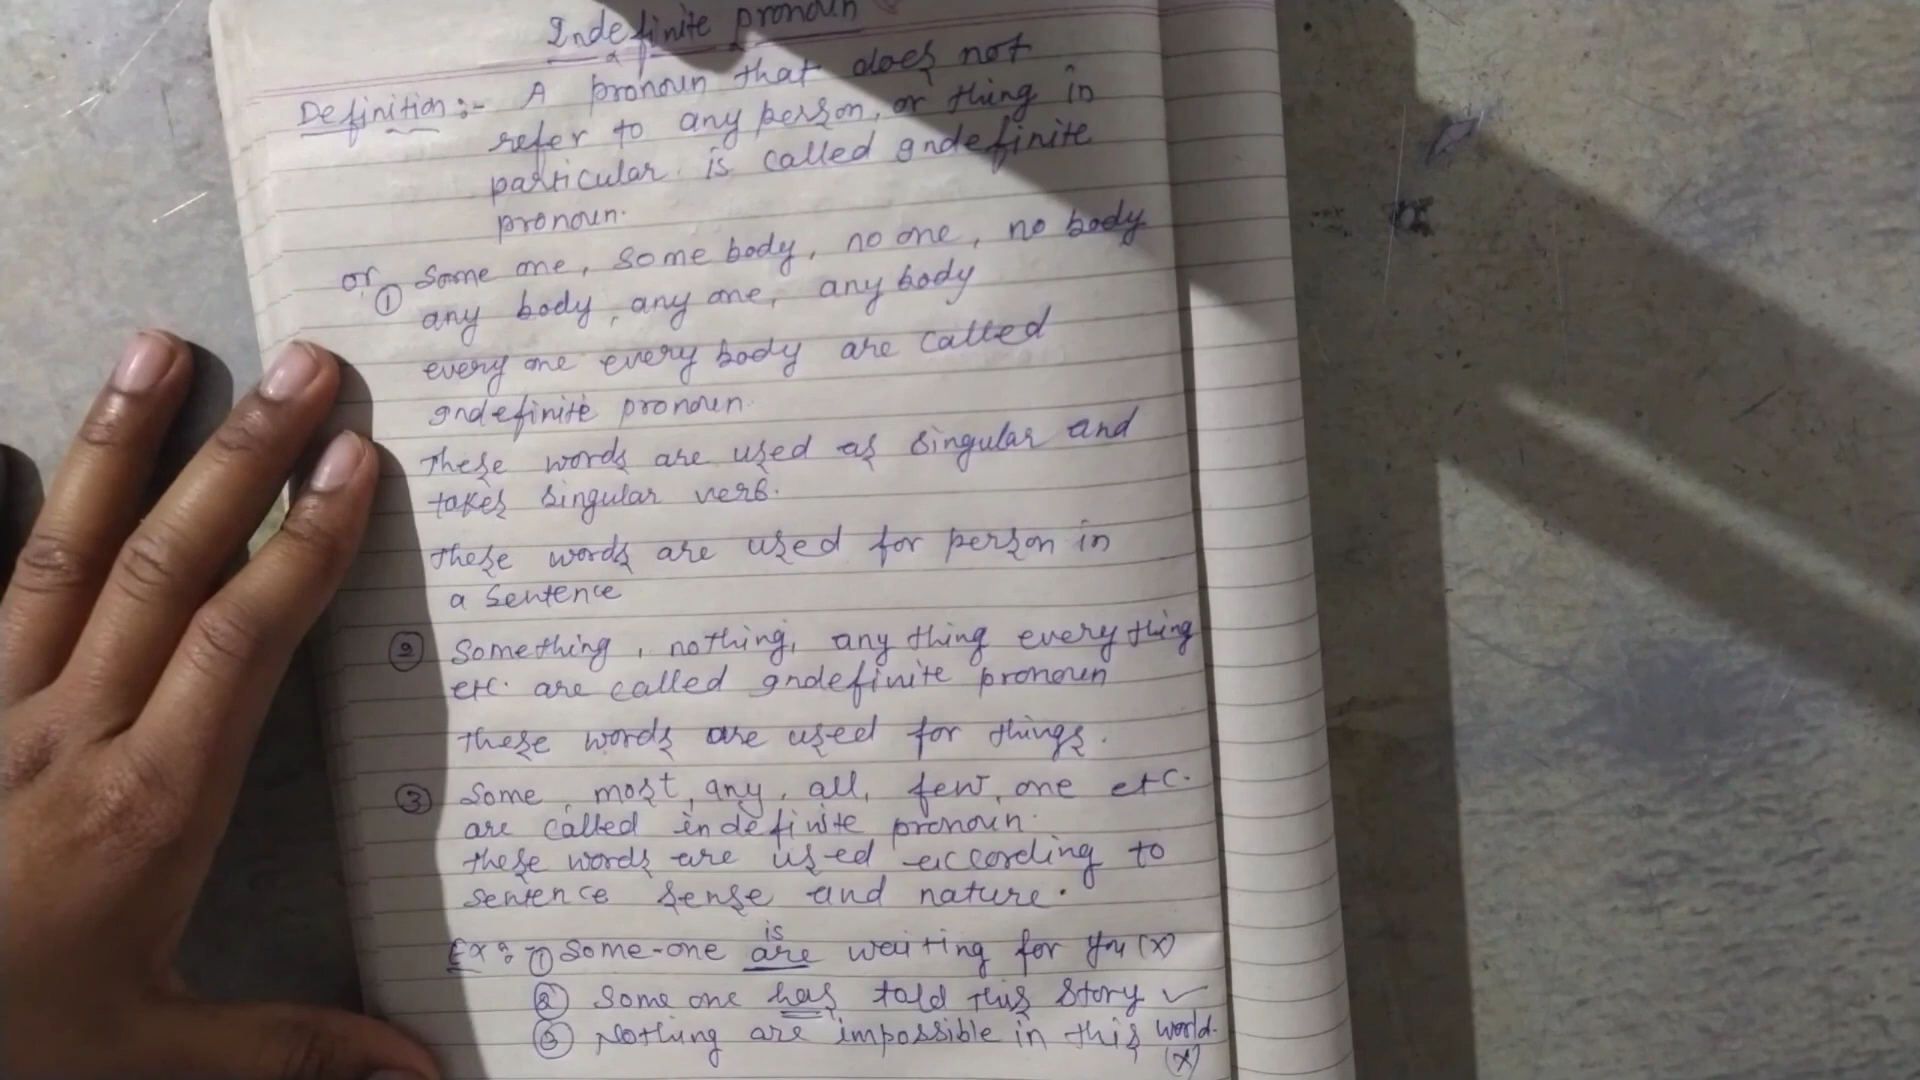 Indefinite pronoun
Definition :- A pronoun that does not
refer to any person, or thing in
particular is called Indefinite
pronoun.
or ① Some one, Some body, no one, no body
any body, any one, any body
every one every body are called
Indefinite pronoun.
These words are used as singular and
takes singular verb.
These words are used for person in
a Sentence
② Something, nothing, any thing every thing
etc. are called Indefinite pronoun
These words are used for things.
③ Some, most, any, all, few, one etc.
are called indefinite pronoun.
these words are used according to
sentence sense and nature.
is
Ex :- ① Some-one are waiting for you (x)
② Some one has told this story ✓
③ Nothing are impossible in this world.
(x)